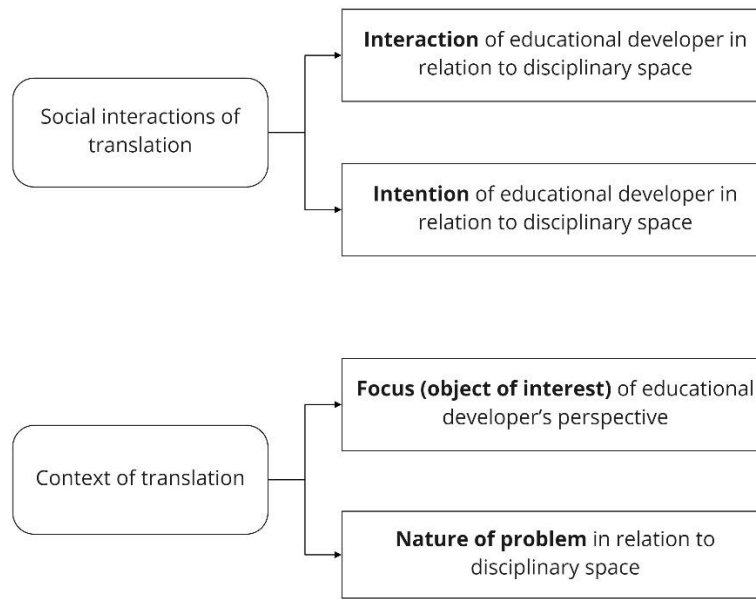 Social interactions of
translation
Interaction of educational developer in
relation to disciplinary space
Intention of educational developer in
relation to disciplinary space
Context of translation
Focus (object of interest) of educational
developer’s perspective
Nature of problem in relation to
disciplinary space